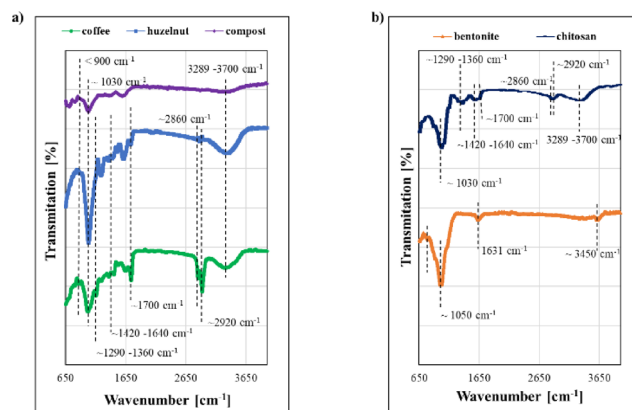 a)
coffee huzelnut compost
< 900 cm-1
~ 1030 cm-1
3289 -3700 cm-1
~2860 cm-1
~1700 cm-1
~2920 cm-1
~1420 -1640 cm-1
~1290 -1360 cm-1
Transmitation [%]
650 1650 2650 3650
Wavenumber [cm-1]
b)
bentonite chitosan
~1290 -1360 cm-1
~2920 cm-1
~2860 cm-1
~1700 cm-1
~1420 -1640 cm-1
3289 -3700 cm-1
~ 1030 cm-1
1631 cm-1
~ 3450 cm-1
~ 1050 cm-1
Transmitation [%]
650 1650 2650 3650
Wavenumber [cm-1]